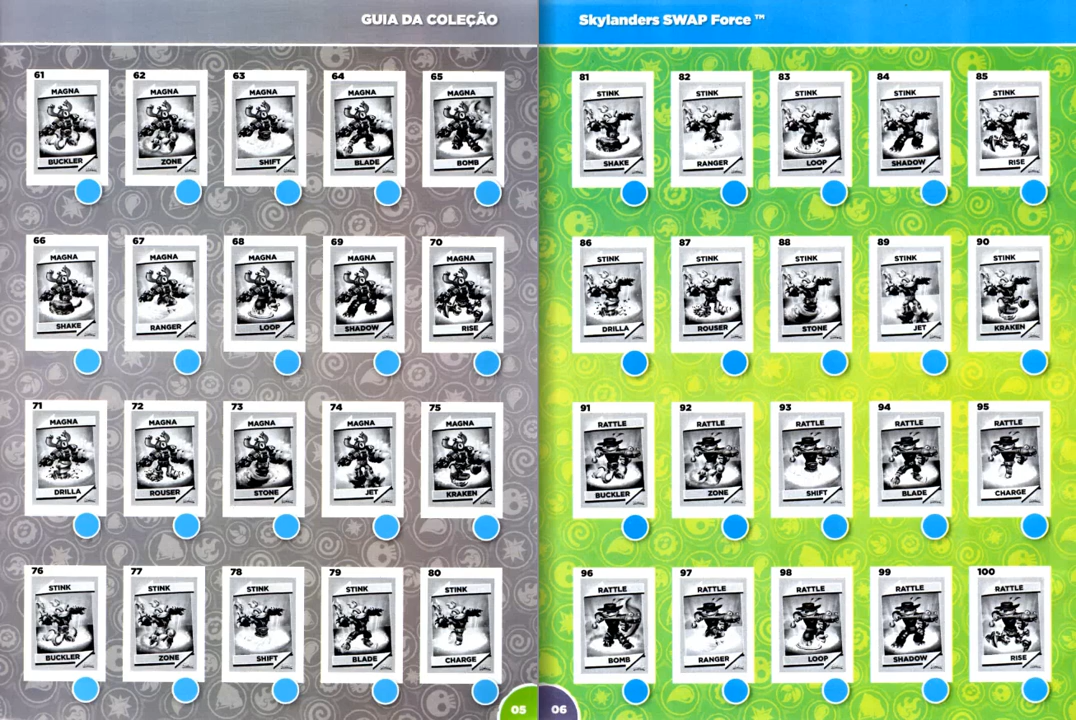 GUIA DA COLEÇÃO
61 62 63 64 65
MAGNA MAGNA MAGNA MAGNA MAGNA
BUCKLER ZONE SHIFT BLADE BOMB
66 67 68 69 70
MAGNA MAGNA MAGNA MAGNA MAGNA
SHAKE RANGER LOOP SHADOW RISE
71 72 73 74 75
MAGNA MAGNA MAGNA MAGNA MAGNA
DRILLA ROUSER STONE JET KRAKEN
76 77 78 79 80
STINK STINK STINK STINK STINK
BUCKLER ZONE SHIFT BLADE CHARGE
05
Skylanders SWAP Force ™
81 82 83 84 85
STINK STINK STINK STINK STINK
SHAKE RANGER LOOP SHADOW RISE
86 87 88 89 90
STINK STINK STINK STINK STINK
DRILLA ROUSER STONE JET KRAKEN
91 92 93 94 95
RATTLE RATTLE RATTLE RATTLE RATTLE
BUCKLER ZONE SHIFT BLADE CHARGE
96 97 98 99 100
RATTLE RATTLE RATTLE RATTLE RATTLE
BOMB RANGER LOOP SHADOW RISE
06